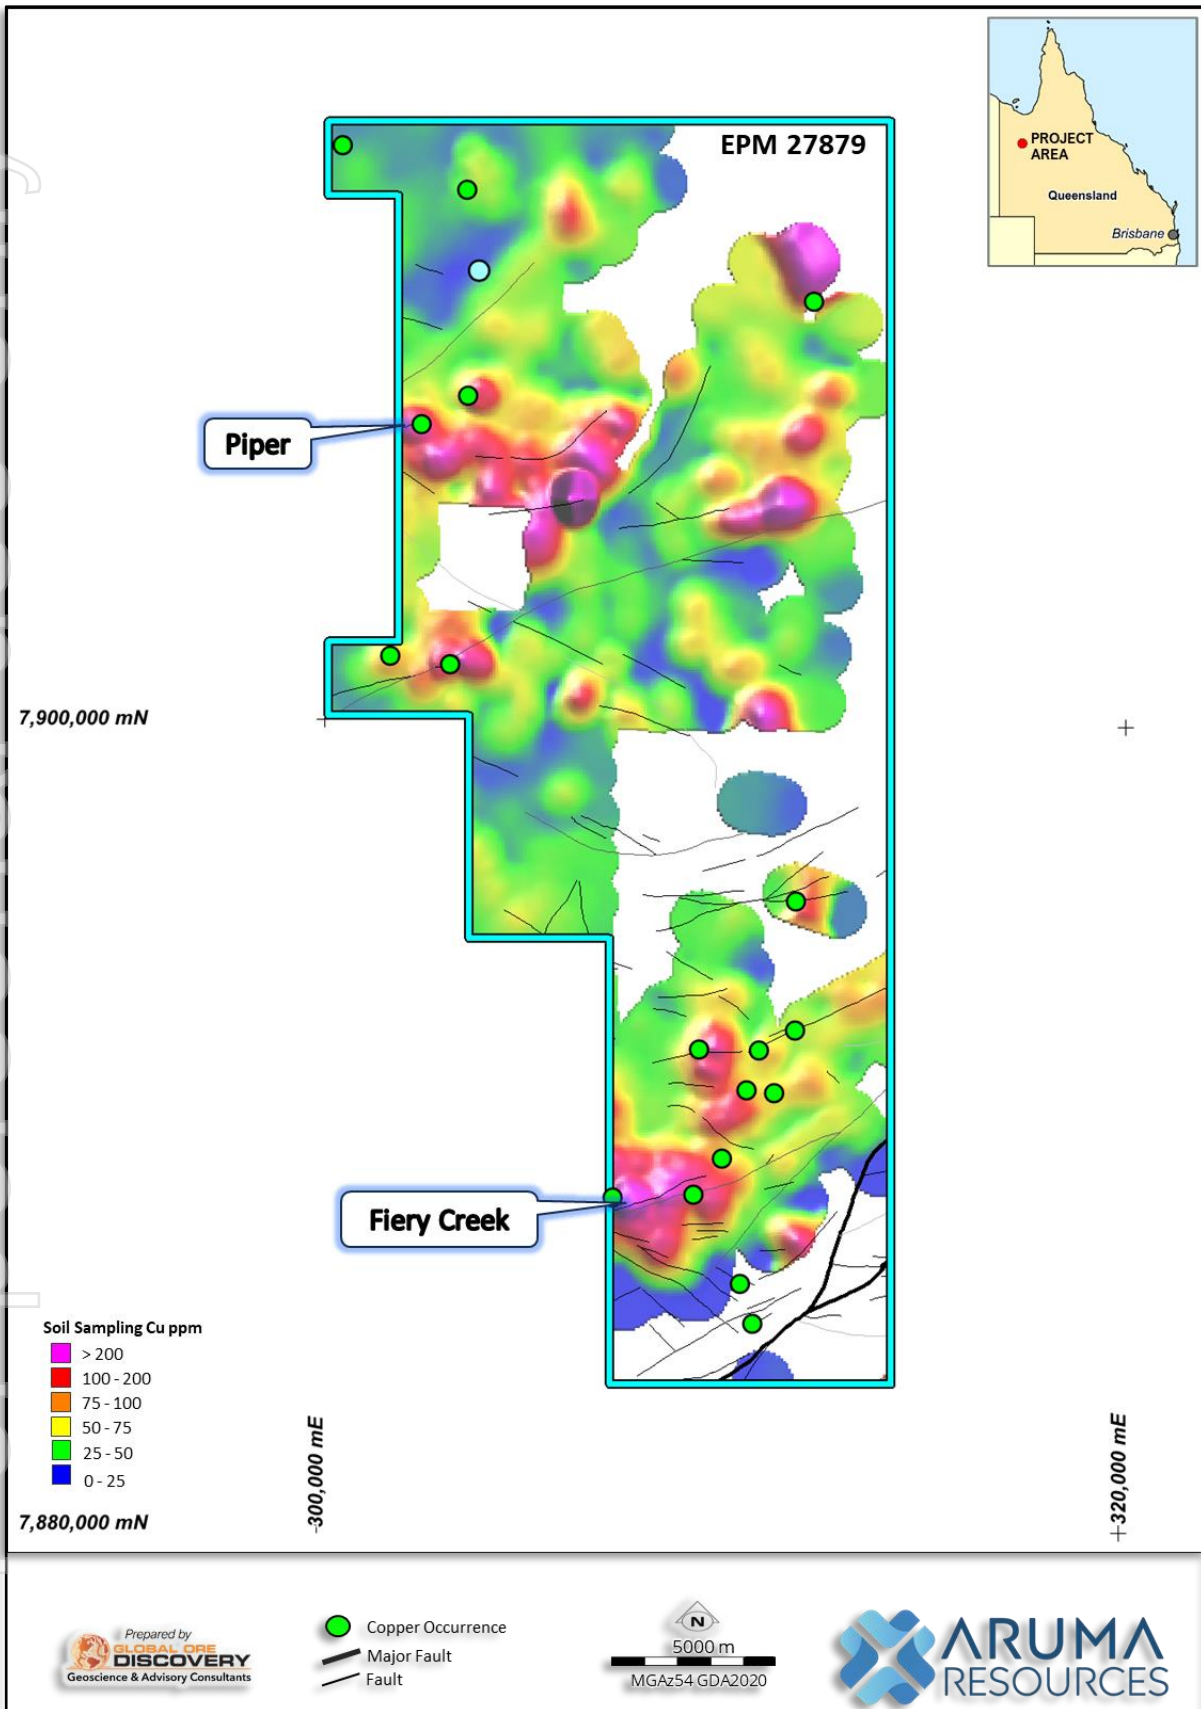 EPM 27879
PROJECT
AREA
Queensland
Brisbane
Piper
7,900,000 mN
Fiery Creek
Soil Sampling Cu ppm
> 200
100 - 200
75 - 100
50 - 75
25 - 50
0 - 25
300,000 mE
320,000 mE
7,880,000 mN
Prepared by
GLOBAL ORE
DISCOVERY
Geoscience & Advisory Consultants
Copper Occurrence
Major Fault
Fault
N
5000 m
MGAz54 GDA2020
ARUMA
RESOURCES